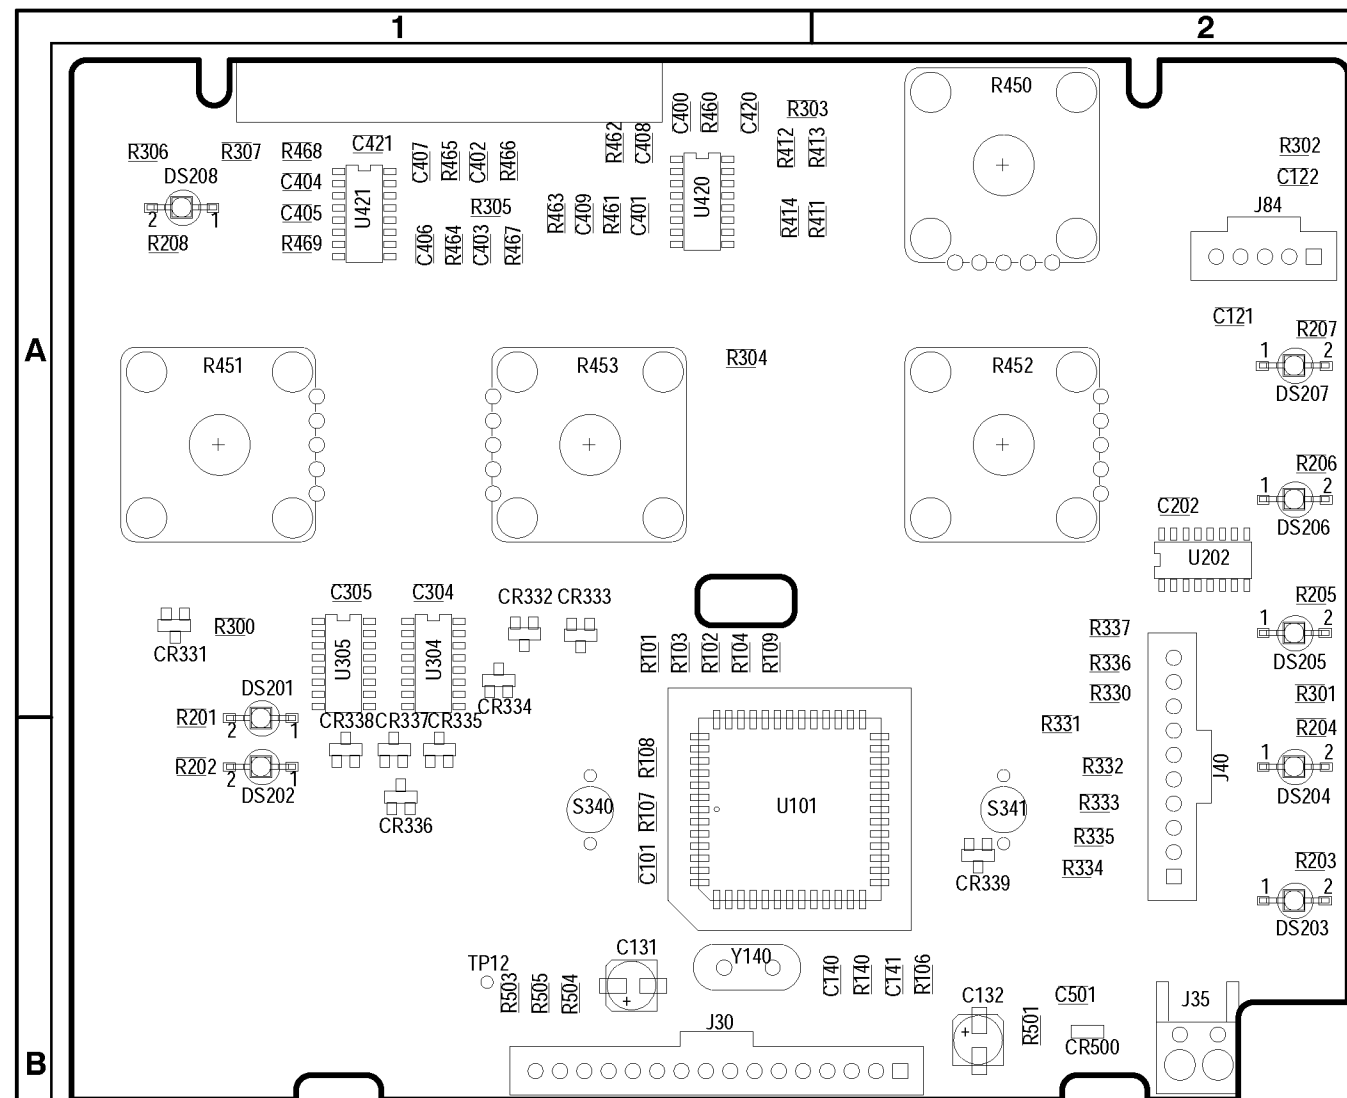 1 2
R450
C400 R460 C420 R303
R462 C408 R412 R413
R306 R307 R468 C421 C407 R465 C402 R466 R302
DS208 C404 C122
U421 U420
2 1 C405 R305 R463 C409 R461 C401 R414 R411 J84
R208 R469 C406 R464 C403 R467
C121 R207
A R451 R453 R304 R452 1 2
DS207
R206
1 2
C202 DS206
U202
C305 C304 CR332 CR333 R205
R300 R337 1 2
CR331 U305 U304 R101 R103 R102 R104 R109 R336 DS205
DS201 CR334 R330 R301
R201 2 1 CR338 CR337 CR335 R331 R204
R202 2 1 R108 R332 J40 1 2
DS202 S340 R107 U101 S341 R333 DS204
CR336 R335
C101 CR339 R334 R203
1 2
DS203
C131 Y140
TP12 R503 R505 R504 + C140 R140 C141 R106 C132 C501 J35
J30 + R501 CR500
B